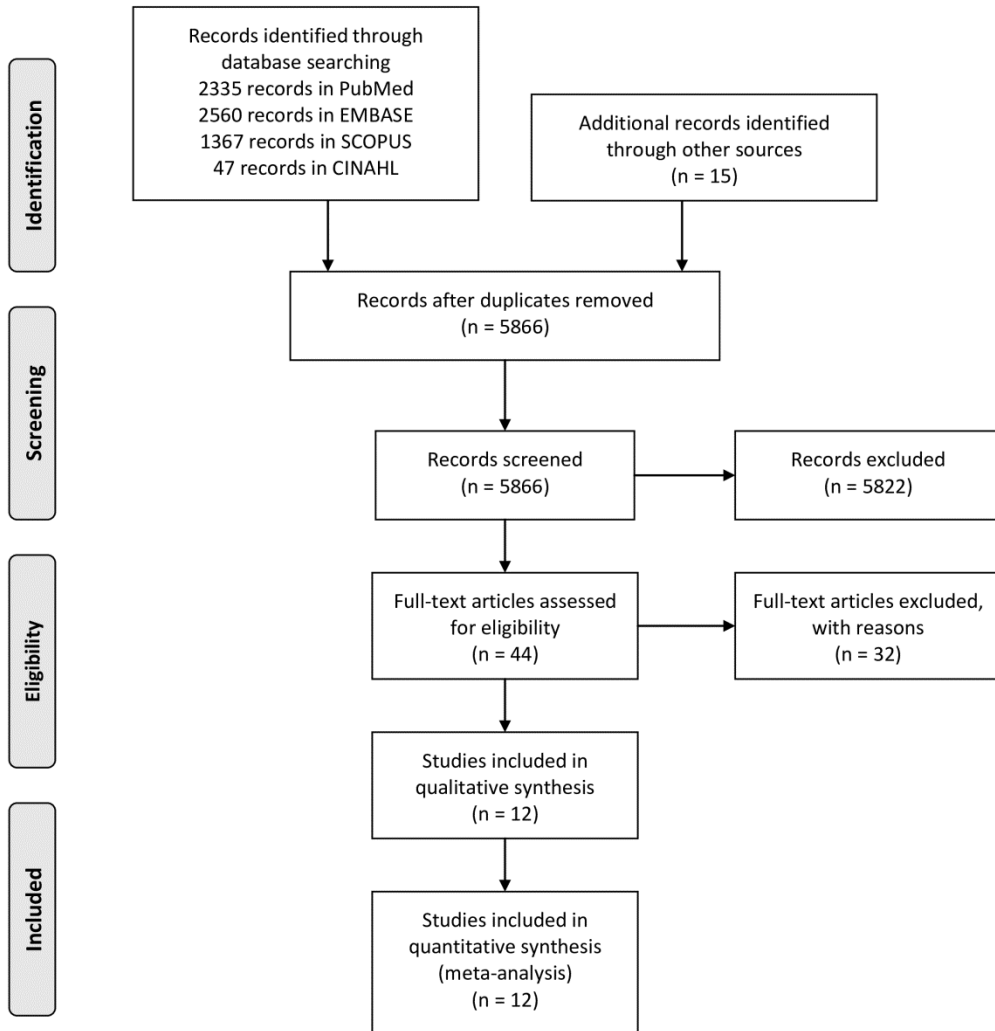 Identification
Records identified through
database searching
2335 records in PubMed
2560 records in EMBASE
1367 records in SCOPUS
47 records in CINAHL
Additional records identified
through other sources
(n = 15)
Records after duplicates removed
(n = 5866)
Screening
Records screened
(n = 5866)
Records excluded
(n = 5822)
Eligibility
Full-text articles assessed
for eligibility
(n = 44)
Full-text articles excluded,
with reasons
(n = 32)
Studies included in
qualitative synthesis
(n = 12)
Included
Studies included in
quantitative synthesis
(meta-analysis)
(n = 12)